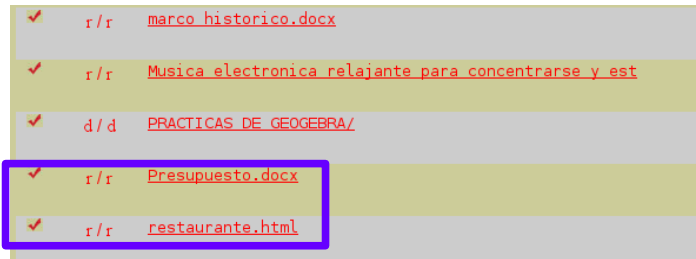 r / r marco historico.docx
r / r Musica electronica relajante para concentrarse y est
d / d PRACTICAS DE GEOGEBRA/
r / r Presupuesto.docx
r / r restaurante.html